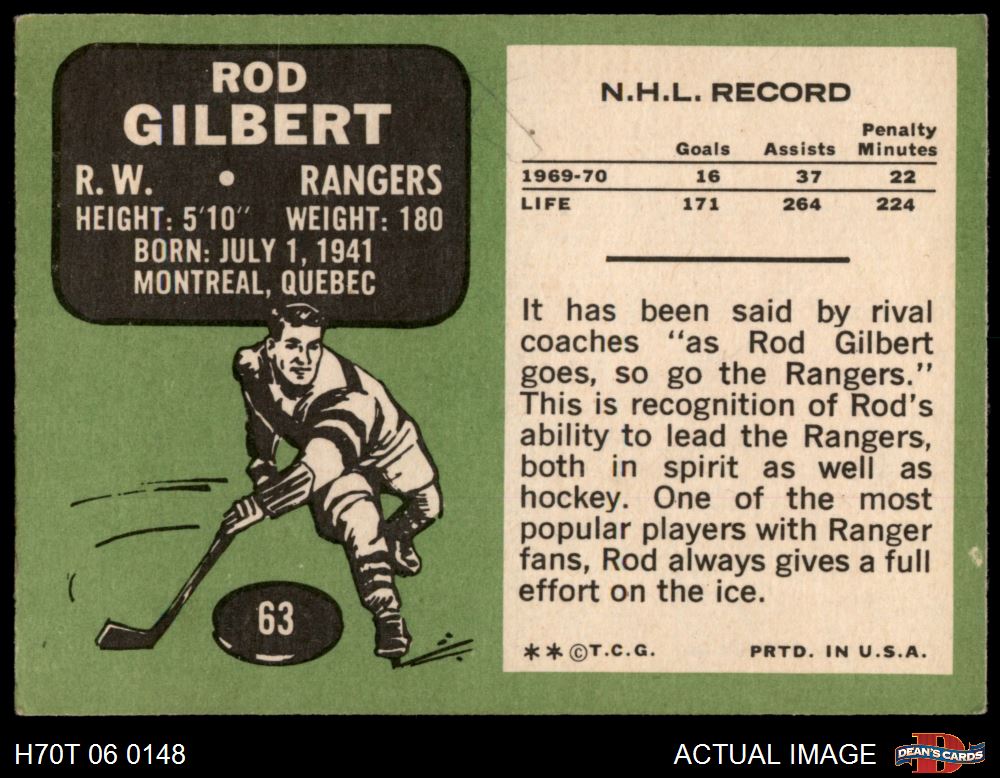 ROD
GILBERT
R.W. • RANGERS
HEIGHT: 5'10" WEIGHT: 180
BORN: JULY 1, 1941
MONTREAL, QUEBEC
63
N.H.L. RECORD
Goals Assists Penalty Minutes
1969-70 16 37 22
LIFE 171 264 224
It has been said by rival
coaches "as Rod Gilbert
goes, so go the Rangers."
This is recognition of Rod's
ability to lead the Rangers,
both in spirit as well as
hockey. One of the most
popular players with Ranger
fans, Rod always gives a full
effort on the ice.
**©T.C.G. PRTD. IN U.S.A.
H70T 06 0148 ACTUAL IMAGE DEAN'S CARDS